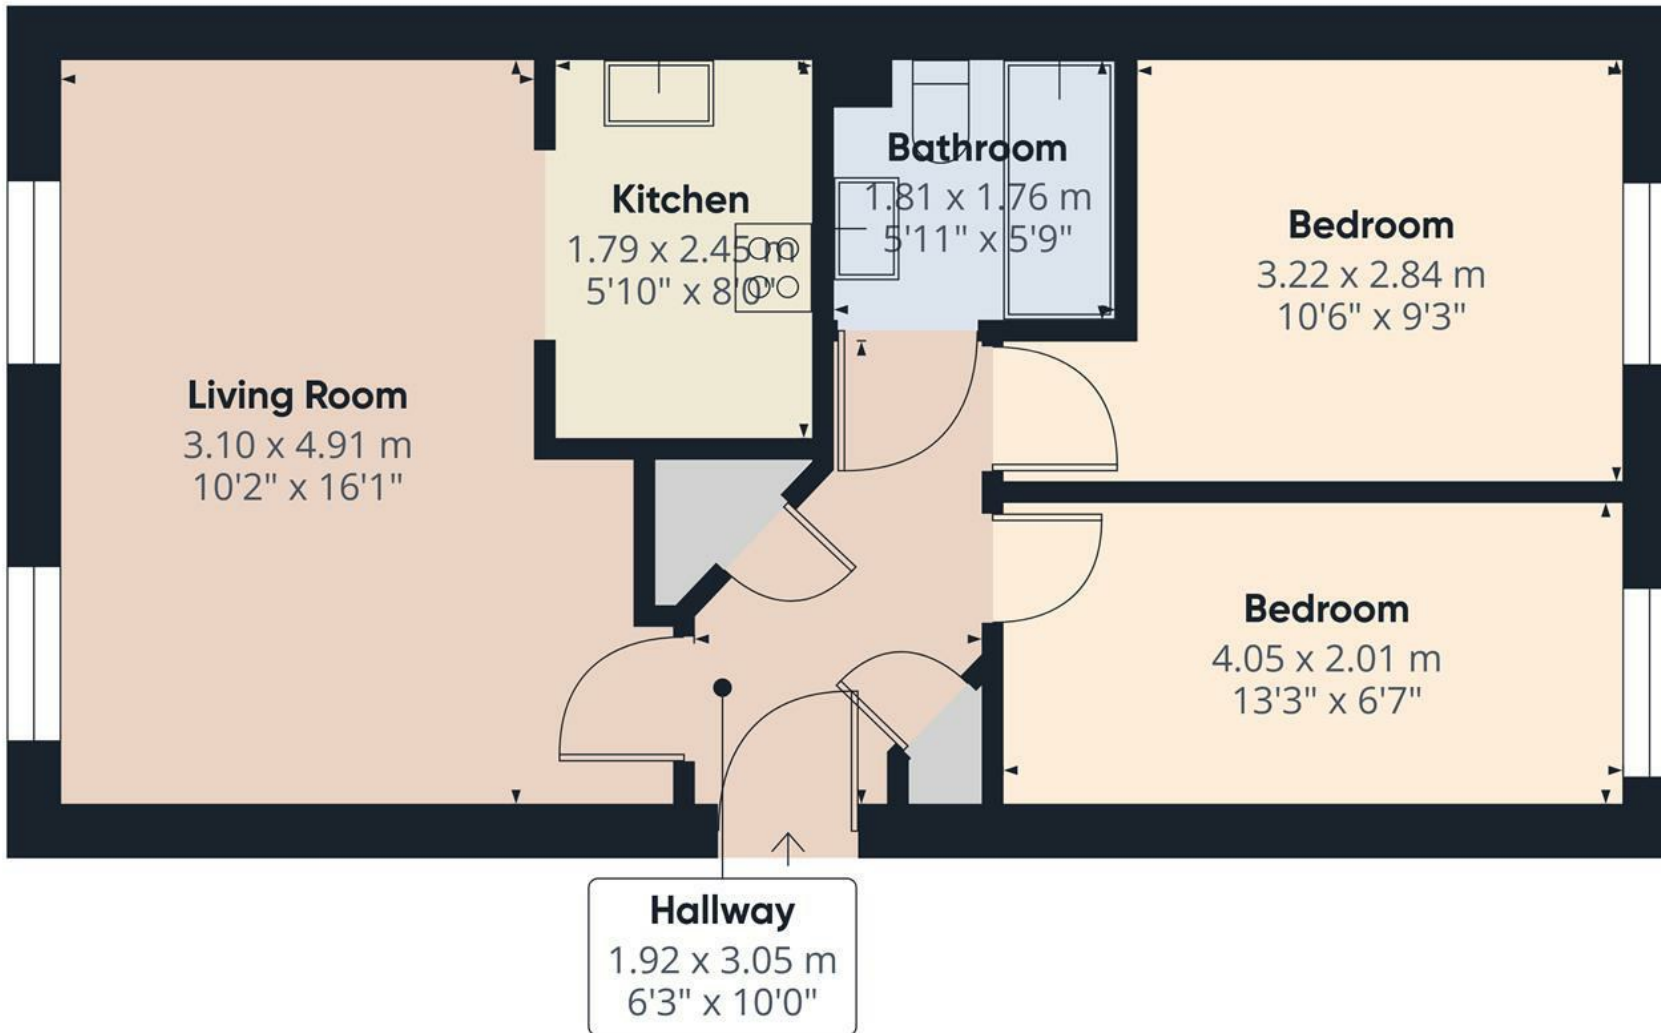 Kitchen
1.79 x 2.45 m
5'10" x 8'0"
Bathroom
1.81 x 1.76 m
5'11" x 5'9"
Bedroom
3.22 x 2.84 m
10'6" x 9'3"
Living Room
3.10 x 4.91 m
10'2" x 16'1"
Bedroom
4.05 x 2.01 m
13'3" x 6'7"
Hallway
1.92 x 3.05 m
6'3" x 10'0"